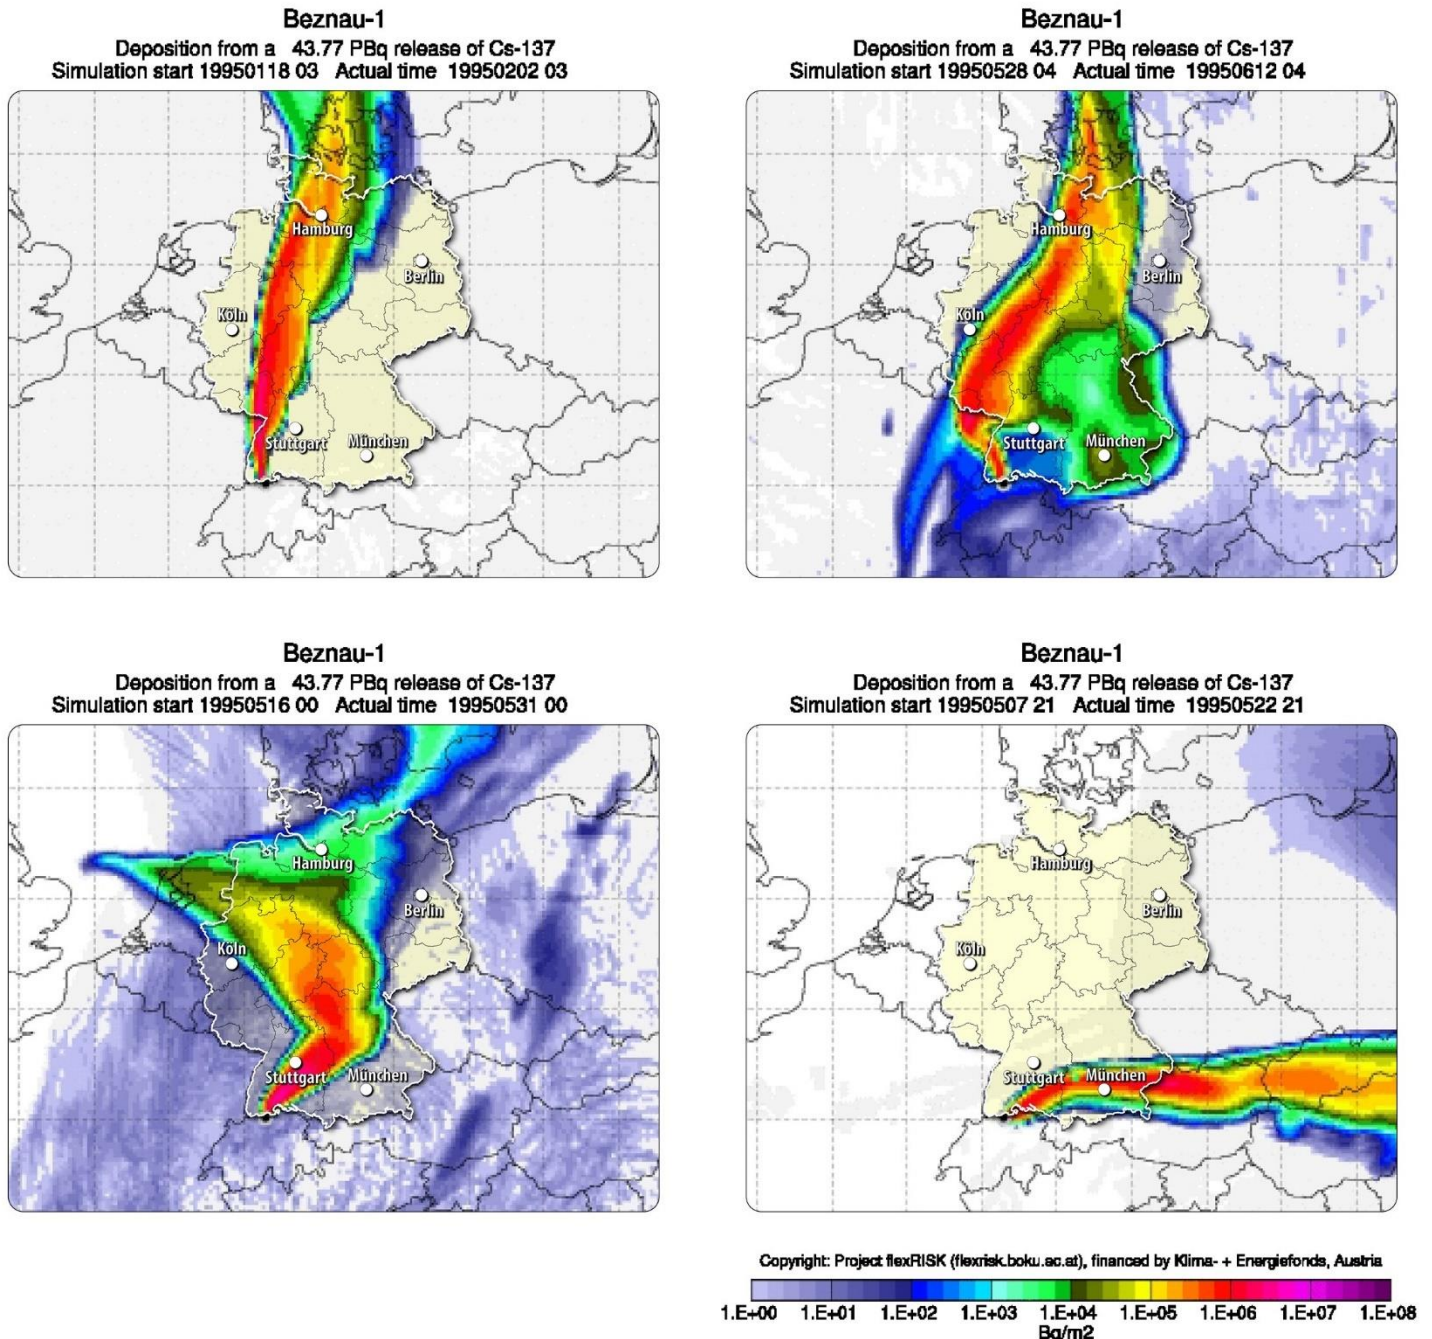 Beznau-1
Deposition from a 43.77 PBq release of Cs-137
Simulation start 19950118 03 Actual time 19950202 03
Hamburg
Berlin
Köln
Stuttgart
München
Beznau-1
Deposition from a 43.77 PBq release of Cs-137
Simulation start 19950528 04 Actual time 19950612 04
Hamburg
Berlin
Köln
Stuttgart
München
Beznau-1
Deposition from a 43.77 PBq release of Cs-137
Simulation start 19950516 00 Actual time 19950531 00
Hamburg
Berlin
Köln
Stuttgart
München
Beznau-1
Deposition from a 43.77 PBq release of Cs-137
Simulation start 19950507 21 Actual time 19950522 21
Hamburg
Berlin
Köln
Stuttgart
München
Copyright: Project flexRISK (flexrisk.boku.ac.at), financed by Klima- + Energiefonds, Austria
1.E+00 1.E+01 1.E+02 1.E+03 1.E+04 1.E+05 1.E+06 1.E+07 1.E+08
Bq/m2